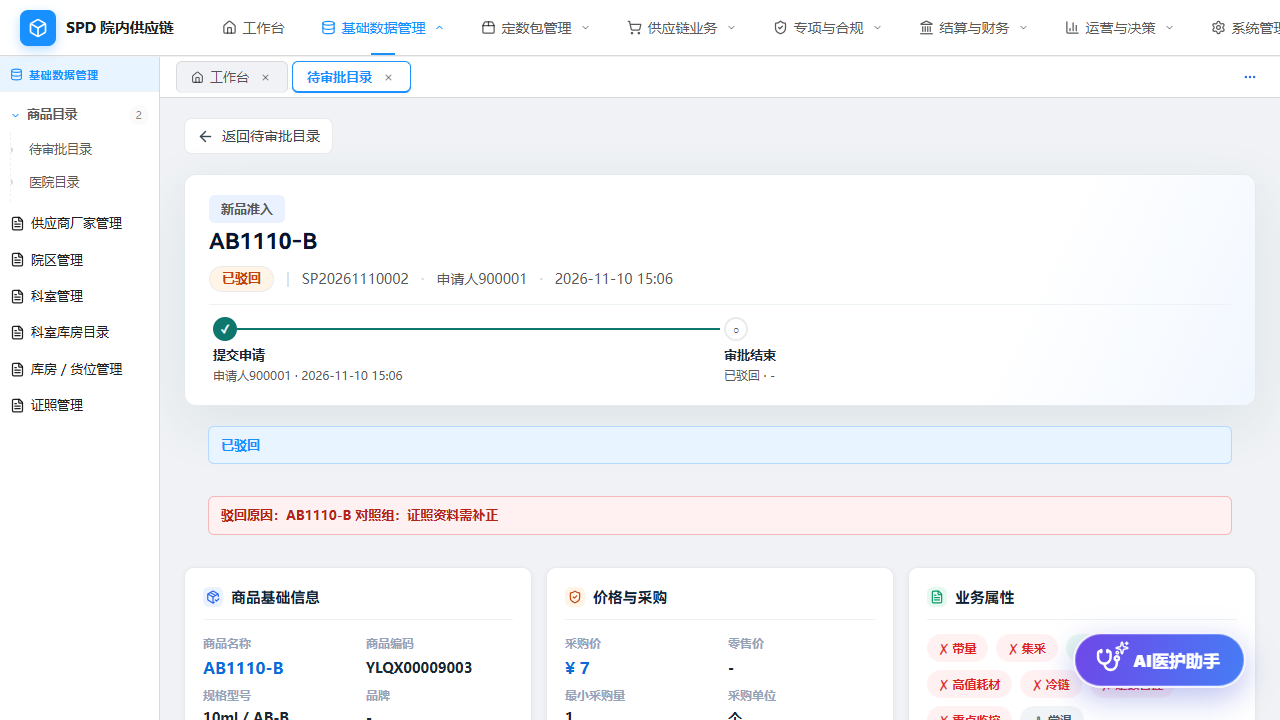 SPD 院内供应链
工作台
基础数据管理
定数包管理
供应链业务
专项与合规
结算与财务
运营与决策
系统管
基础数据管理
工作台 ×
待审批目录 ×
...
商品目录 2
待审批目录
医院目录
供应商厂家管理
院区管理
科室管理
科室库房目录
库房 / 货位管理
证照管理
← 返回待审批目录
新品准入
AB1110-B
已驳回 | SP20261110002 · 申请人900001 · 2026-11-10 15:06
提交申请
申请人900001 · 2026-11-10 15:06
审批结束
已驳回 · -
已驳回
驳回原因：AB1110-B 对照组：证照资料需补正
商品基础信息
商品名称
AB1110-B
商品编码
YLQX00009003
规格型号
10ml / AB-B
品牌
-
价格与采购
采购价
¥ 7
零售价
-
最小采购量
1
采购单位
个
业务属性
✗ 带量
✗ 集采
✗ 高值耗材
✗ 冷链
✗ 重点监控
常温
AI医护助手